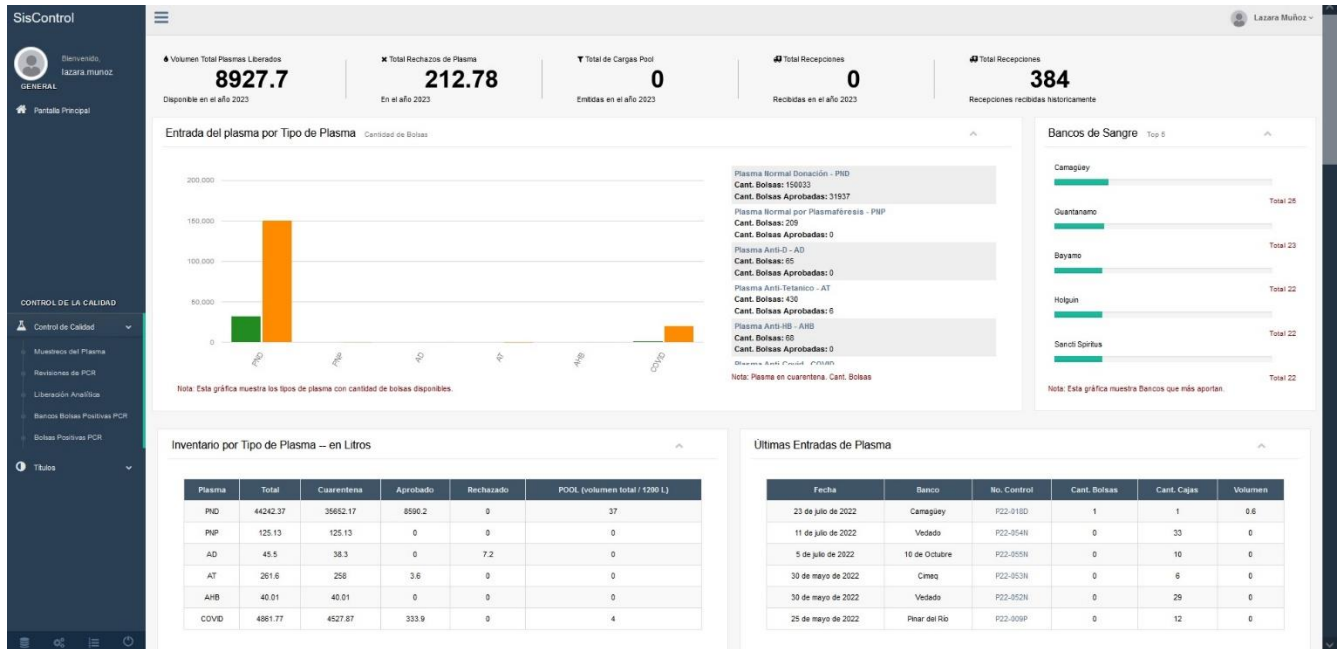 SisControl
Lazara Muñoz
Bienvenido,
lazara.munoz
GENERAL
Pantalla Principal
CONTROL DE LA CALIDAD
Control de Calidad
Muestreos del Plasma
Revisiones de PCR
Liberación Analítica
Bancos Bolsas Positivas PCR
Bolsas Positivas PCR
Títulos
Volumen Total Plasmas Liberados
8927.7
Disponible en el año 2023
Total Rechazos de Plasma
212.78
En el año 2023
Total de Cargas Pool
0
Emitidas en el año 2023
Total Recepciones
0
Recibidas en el año 2023
Total Recepciones
384
Recepciones recibidas historicamente
Entrada del plasma por Tipo de Plasma Cantidad de Bolsas
200.000
150.000
100.000
50.000
0
PND PNP AD AT AHB COVID
Nota: Esta gráfica muestra los tipos de plasma con cantidad de bolsas disponibles.
Plasma Normal Donación - PND
Cant. Bolsas: 150033
Cant. Bolsas Aprobadas: 31937
Plasma Normal por Plasmaféresis - PNP
Cant. Bolsas: 209
Cant. Bolsas Aprobadas: 0
Plasma Anti-D - AD
Cant. Bolsas: 65
Cant. Bolsas Aprobadas: 0
Plasma Anti-Tetanico - AT
Cant. Bolsas: 430
Cant. Bolsas Aprobadas: 6
Plasma Anti-HB - AHB
Cant. Bolsas: 68
Cant. Bolsas Aprobadas: 0
Plasma Anti Covid - COVID
Nota: Plasma en cuarentena. Cant. Bolsas
Bancos de Sangre Top 5
Camagüey
Total 25
Guantanamo
Total 23
Bayamo
Total 22
Holguin
Total 22
Sancti Spiritus
Total 22
Nota: Esta gráfica muestra Bancos que más aportan.
Inventario por Tipo de Plasma -- en Litros
Plasma Total Cuarentena Aprobado Rechazado POOL (volumen total / 1200 L)
PND 44242.37 35652.17 8590.2 0 37
PNP 125.13 125.13 0 0 0
AD 45.5 38.3 0 7.2 0
AT 261.6 258 3.6 0 0
AHB 40.01 40.01 0 0 0
COVID 4861.77 4527.87 333.9 0 4
Últimas Entradas de Plasma
Fecha Banco No. Control Cant. Bolsas Cant. Cajas Volumen
23 de julio de 2022 Camagüey P22-018D 1 1 0.6
11 de julio de 2022 Vedado P22-054N 0 33 0
5 de julio de 2022 10 de Octubre P22-055N 0 10 0
30 de mayo de 2022 Cimeq P22-053N 0 6 0
30 de mayo de 2022 Vedado P22-052N 0 29 0
25 de mayo de 2022 Pinar del Río P22-009P 0 12 0